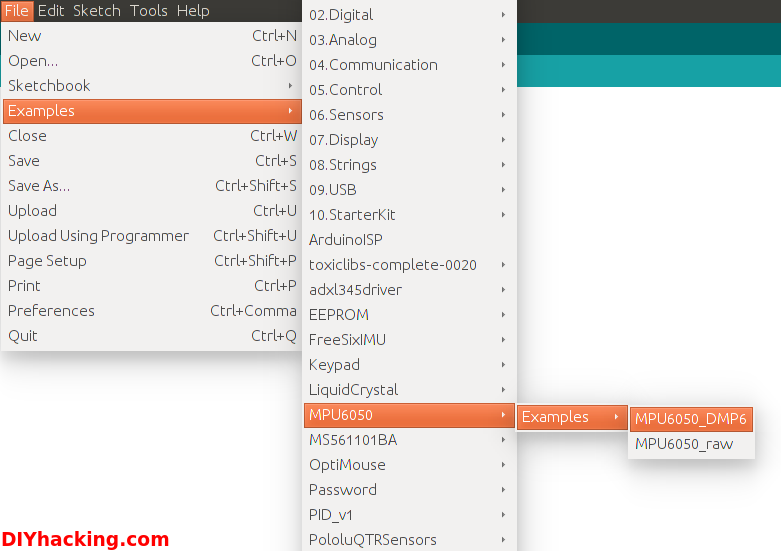 File Edit Sketch Tools Help
New Ctrl+N
Open... Ctrl+O
Sketchbook
Examples
Close Ctrl+W
Save Ctrl+S
Save As... Ctrl+Shift+S
Upload Ctrl+U
Upload Using Programmer Ctrl+Shift+U
Page Setup Ctrl+Shift+P
Print Ctrl+P
Preferences Ctrl+Comma
Quit Ctrl+Q
02.Digital
03.Analog
04.Communication
05.Control
06.Sensors
07.Display
08.Strings
09.USB
10.StarterKit
ArduinoISP
toxiclibs-complete-0020
adxl345driver
EEPROM
FreeSixIMU
Keypad
LiquidCrystal
MPU6050
MS561101BA
OptiMouse
Password
PID_v1
PololuQTRSensors
Examples
MPU6050_DMP6
MPU6050_raw
DIYhacking.com